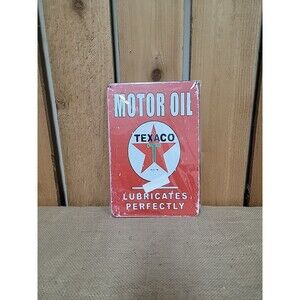 MOTOR OIL
TEXACO
T
LUBRICATES
PERFECTLY